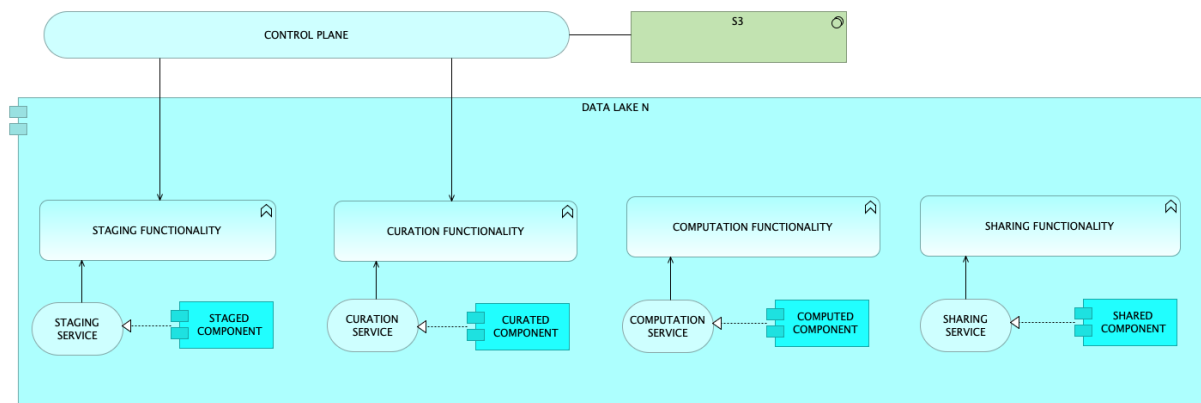 CONTROL PLANE
S3
DATA LAKE N
STAGING FUNCTIONALITY
CURATION FUNCTIONALITY
COMPUTATION FUNCTIONALITY
SHARING FUNCTIONALITY
STAGING
SERVICE
STAGED
COMPONENT
CURATION
SERVICE
CURATED
COMPONENT
COMPUTATION
SERVICE
COMPUTED
COMPONENT
SHARING
SERVICE
SHARED
COMPONENT